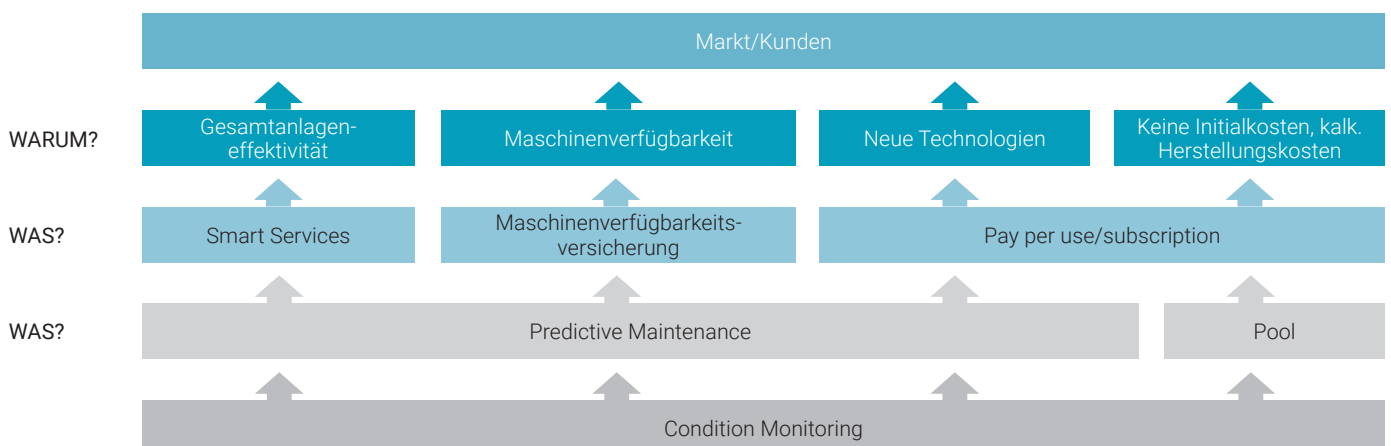 Markt/Kunden
WARUM?
Gesamtanlagen-
effektivität
Maschinenverfügbarkeit
Neue Technologien
Keine Initialkosten, kalk.
Herstellungskosten
WAS?
Smart Services
Maschinenverfügbarkeits-
versicherung
Pay per use/subscription
WAS?
Predictive Maintenance
Pool
Condition Monitoring